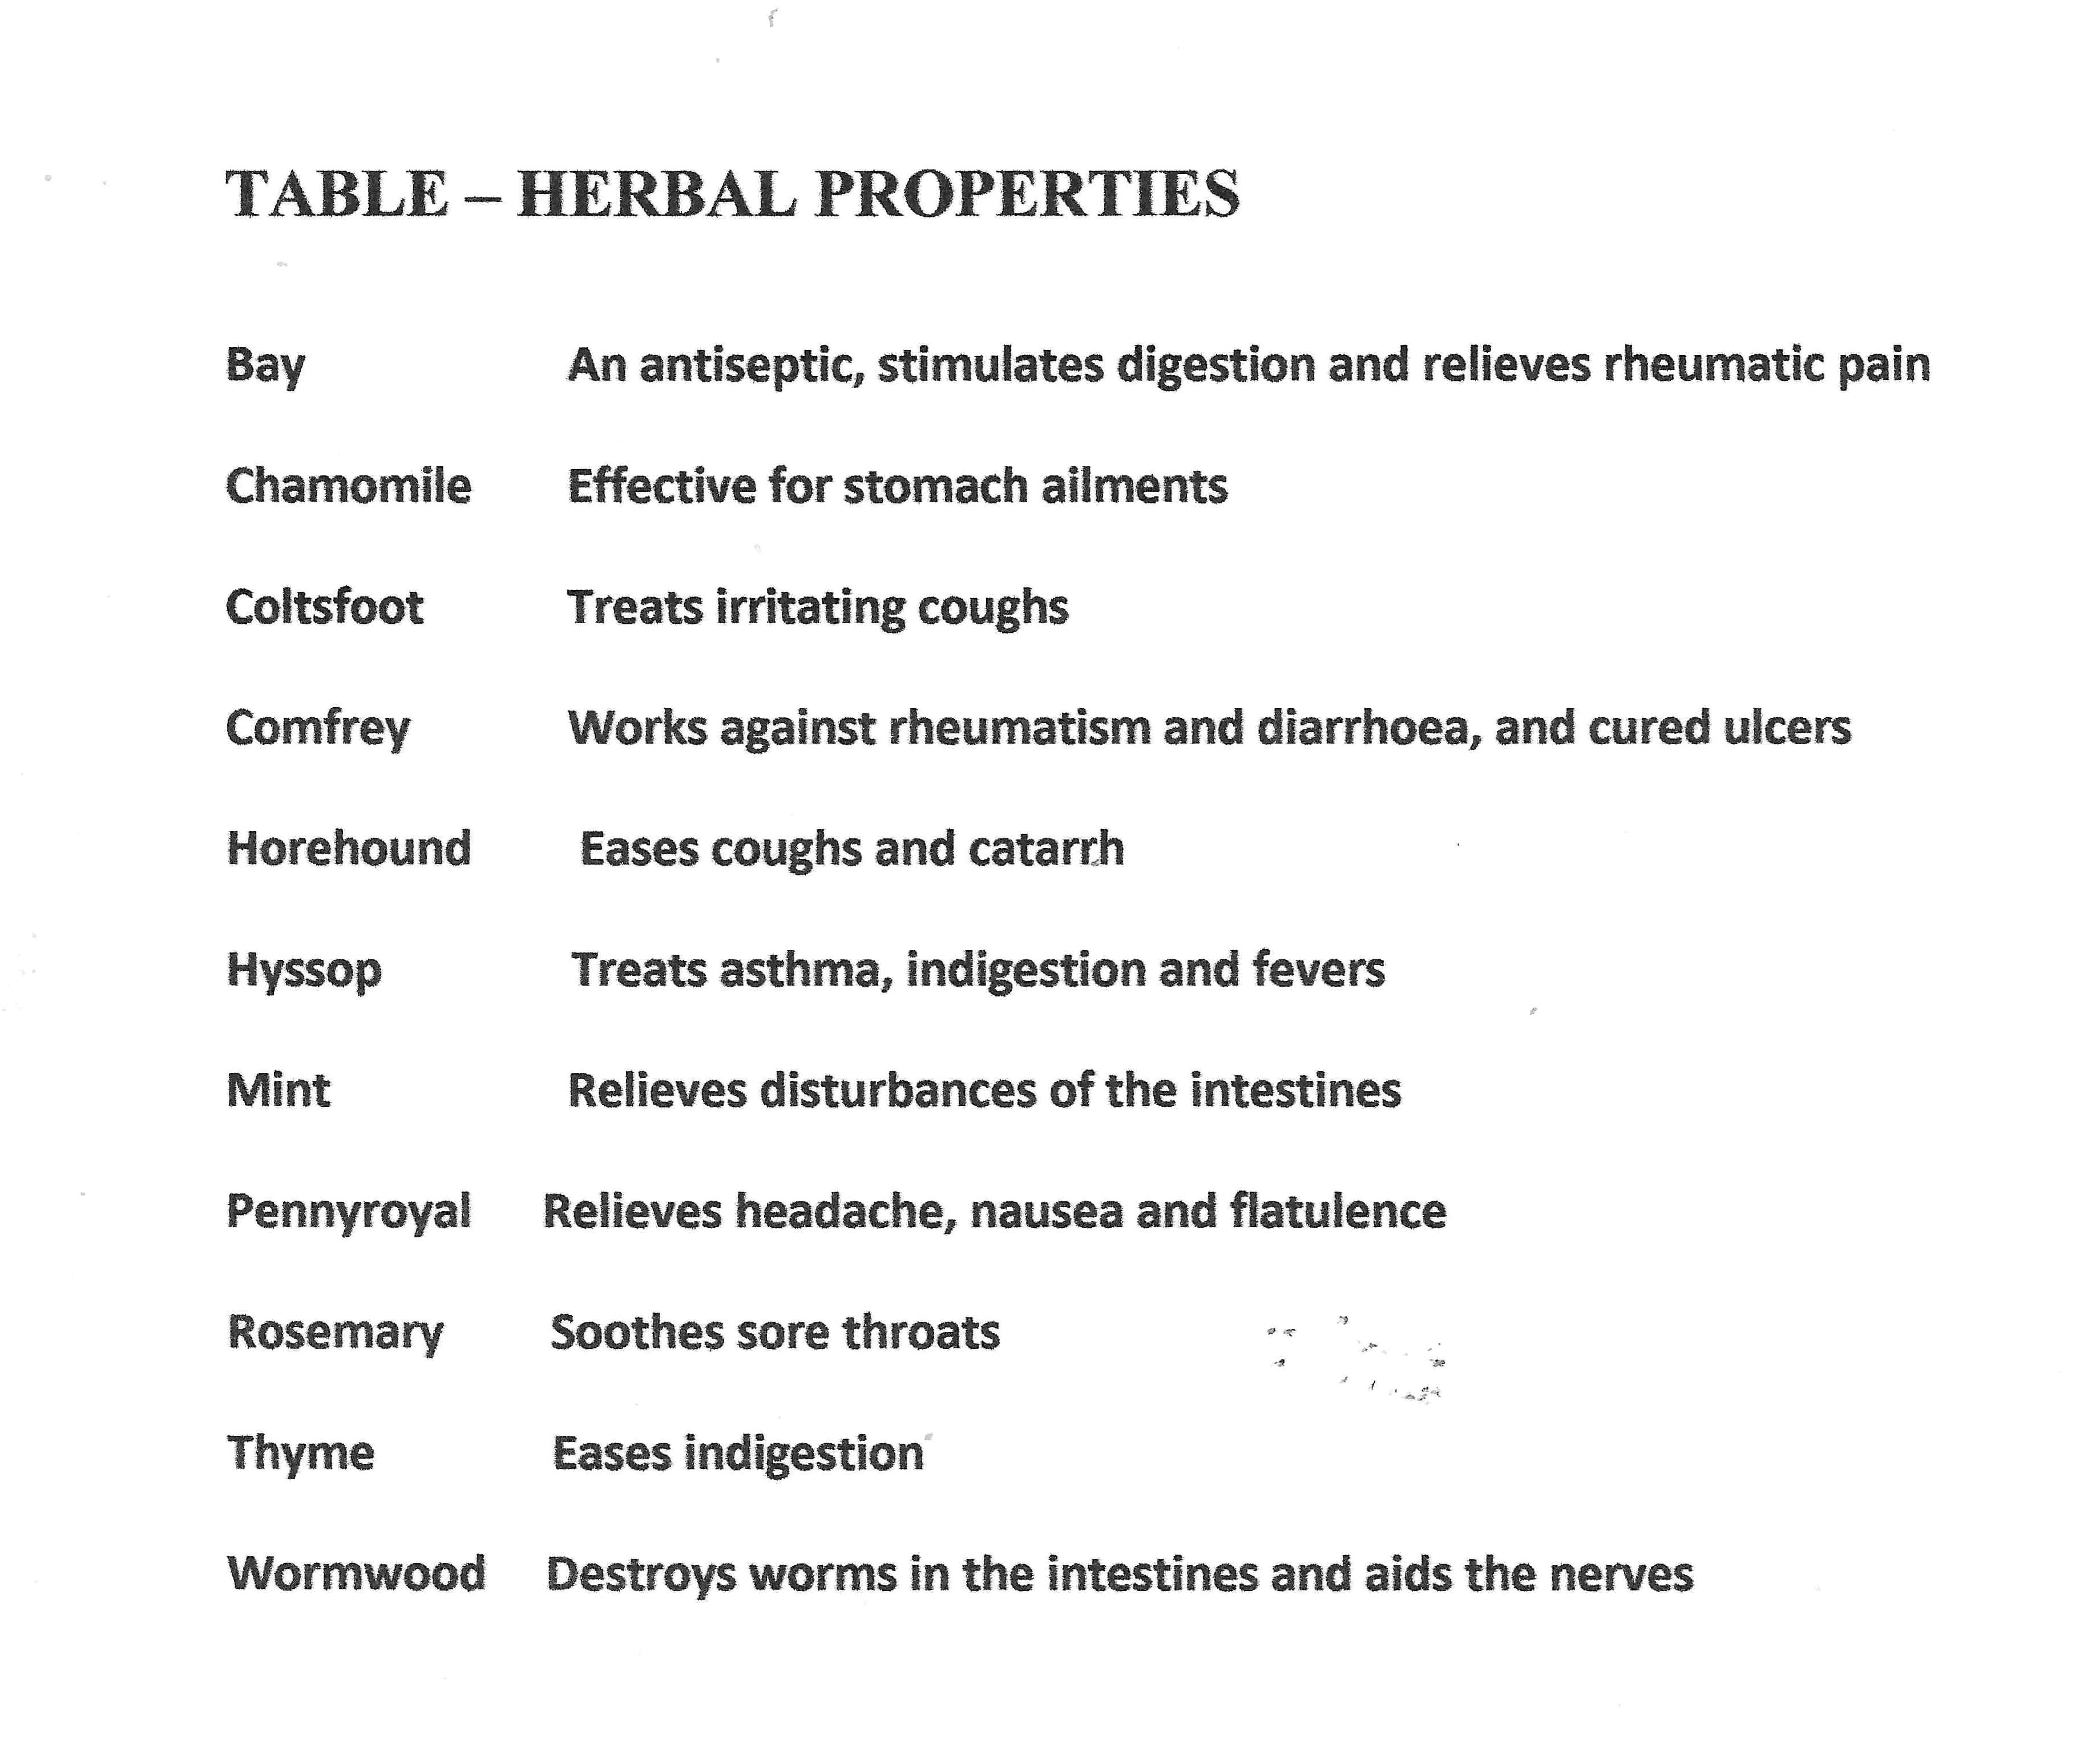 TABLE – HERBAL PROPERTIES
Bay An antiseptic, stimulates digestion and relieves rheumatic pain
Chamomile Effective for stomach ailments
Coltsfoot Treats irritating coughs
Comfrey Works against rheumatism and diarrhoea, and cured ulcers
Horehound Eases coughs and catarrh
Hyssop Treats asthma, indigestion and fevers
Mint Relieves disturbances of the intestines
Pennyroyal Relieves headache, nausea and flatulence
Rosemary Soothes sore throats
Thyme Eases indigestion
Wormwood Destroys worms in the intestines and aids the nerves